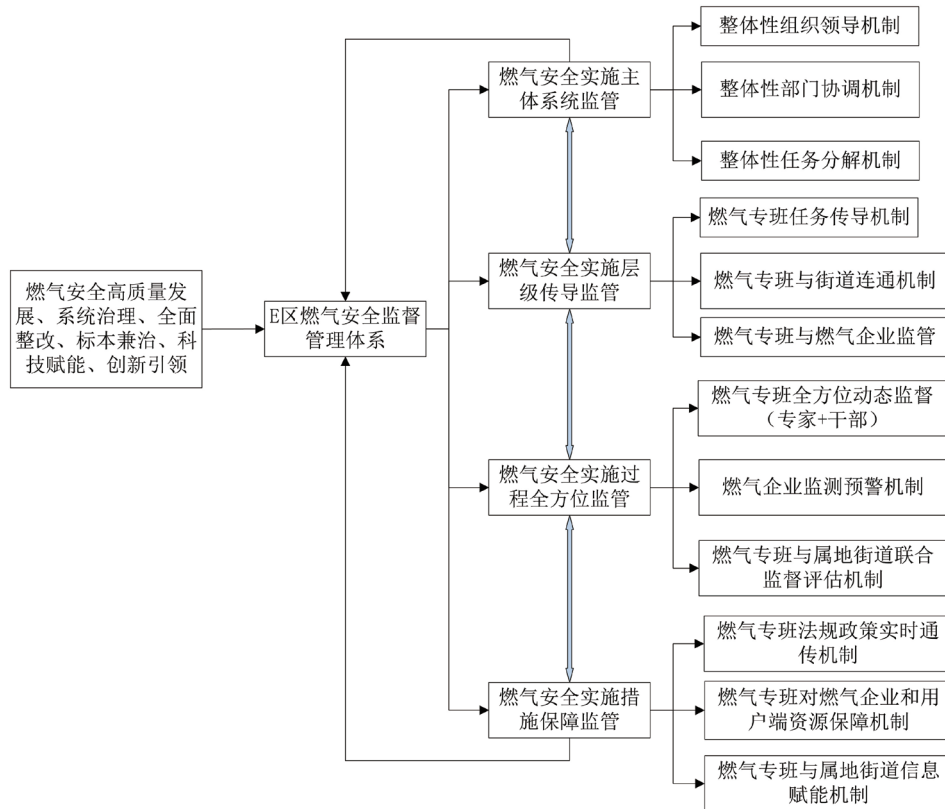 燃气安全高质量发
展、系统治理、全面
整改、标本兼治、科
技赋能、创新引领
E区燃气安全监督
管理体系
燃气安全实施主
体系统监管
整体性组织领导机制
整体性部门协调机制
整体性任务分解机制
燃气安全实施层
级传导监管
燃气专班任务传导机制
燃气专班与街道连通机制
燃气专班与燃气企业监管
燃气安全实施过
程全方位监管
燃气专班全方位动态监督
（专家+干部）
燃气企业监测预警机制
燃气专班与属地街道联合
监督评估机制
燃气安全实施措
施保障监管
燃气专班法规政策实时通
传机制
燃气专班对燃气企业和用
户端资源保障机制
燃气专班与属地街道信息
赋能机制